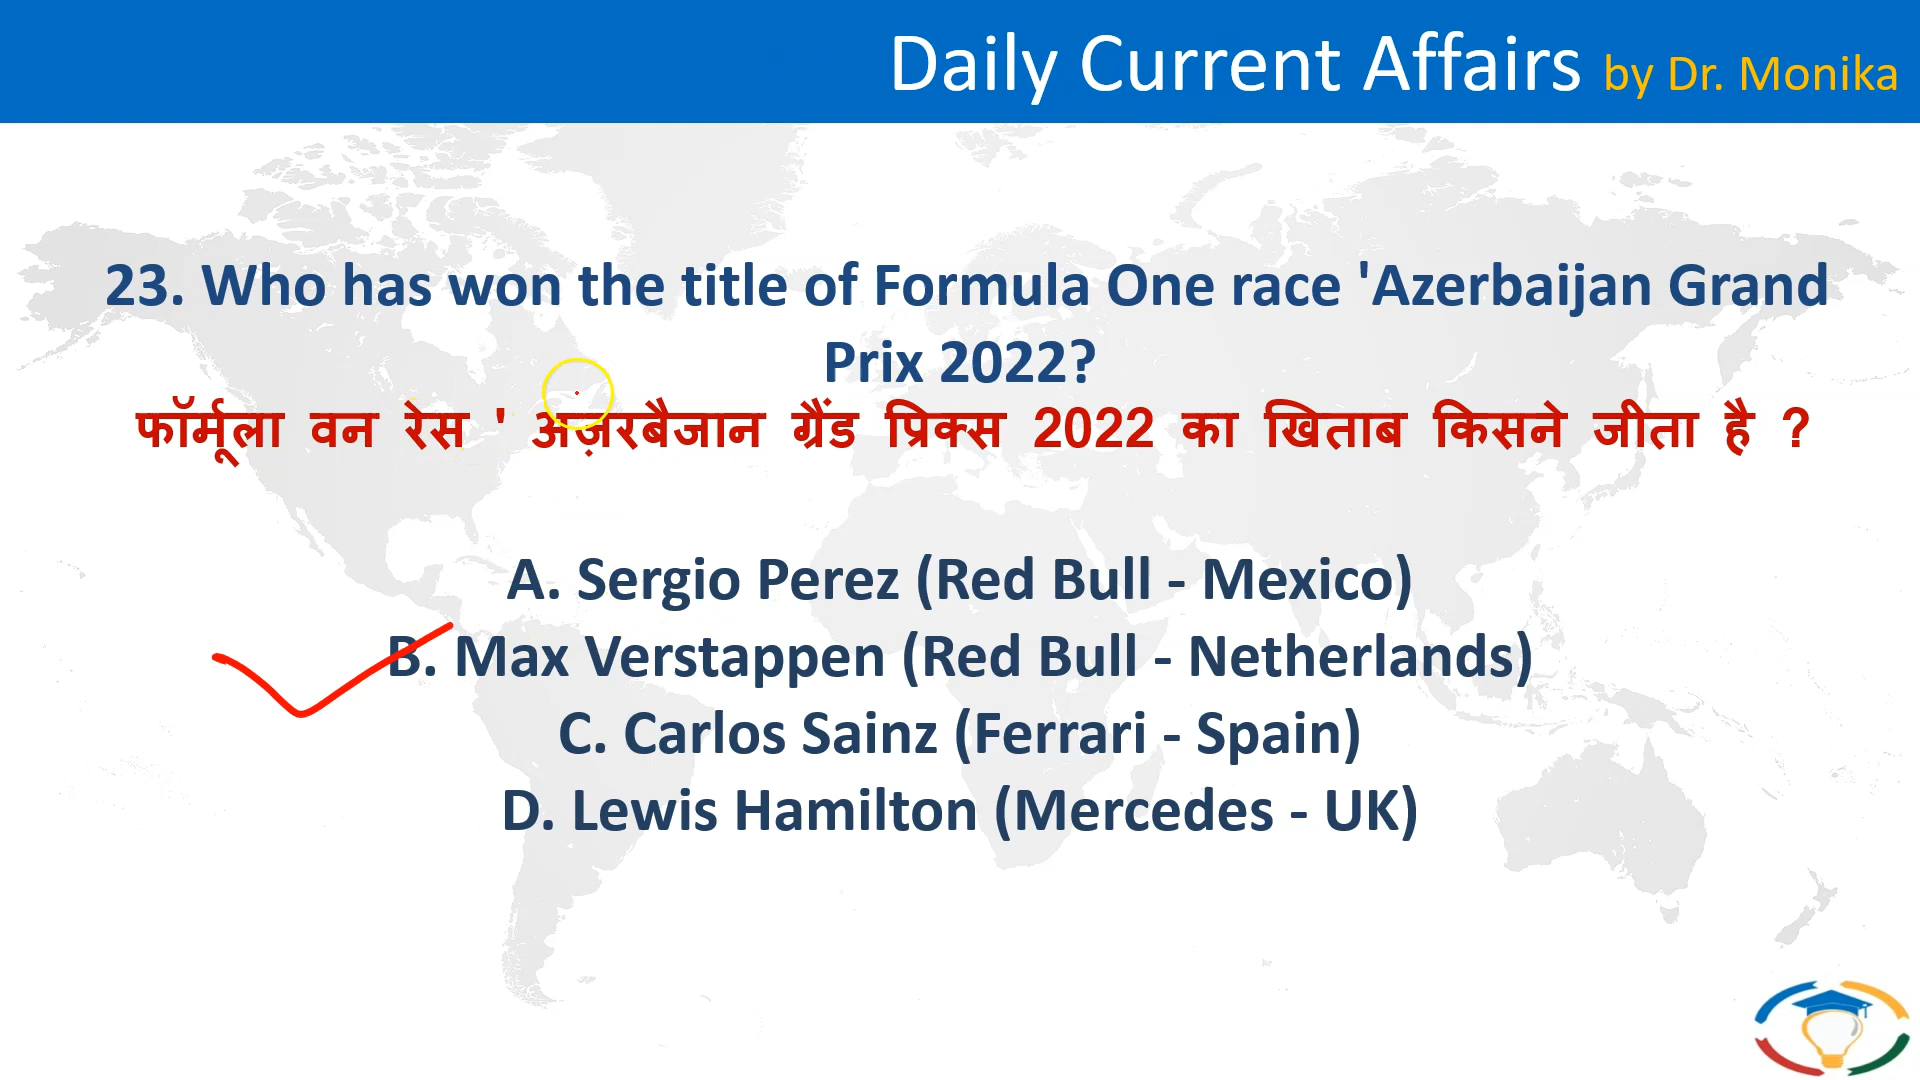 Daily Current Affairs by Dr. Monika
23. Who has won the title of Formula One race 'Azerbaijan Grand
Prix 2022?
फॉर्मूला वन रेस ' अज़रबैजान ग्रैंड प्रिक्स 2022 का खिताब किसने जीता है ?
A. Sergio Perez (Red Bull - Mexico)
B. Max Verstappen (Red Bull - Netherlands)
C. Carlos Sainz (Ferrari - Spain)
D. Lewis Hamilton (Mercedes - UK)